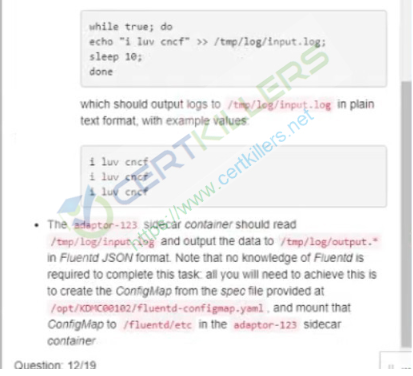 while true; do
echo "i luv cncf" >> /tmp/log/input.log;
sleep 10;
done
which should output logs to /tmp/log/input.log in plain
text format, with example values:
i luv cncf
i luv cncf
i luv cncf
CERTKILLERS
https://www.certkillers.net
• The adaptor-123 sidecar container should read
/tmp/log/input.log and output the data to /tmp/log/output.*
in Fluentd JSON format. Note that no knowledge of Fluentd is
required to complete this task: all you will need to achieve this is
to create the ConfigMap from the spec file provided at
/opt/KDMC00102/fluentd-configmap.yaml , and mount that
ConfigMap to /fluentd/etc in the adaptor-123 sidecar
container
Question: 12/19